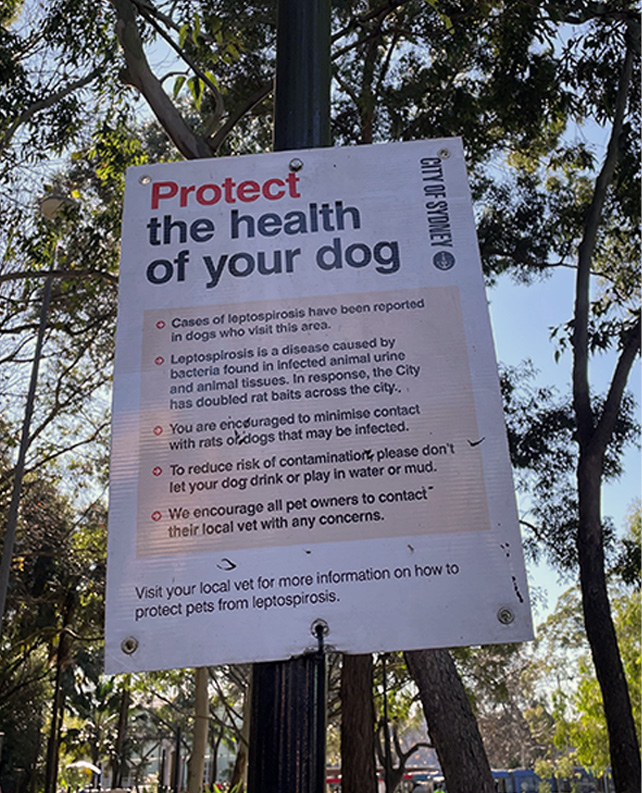 Protect
the health
of your dog
CITY OF SYDNEY
Cases of leptospirosis have been reported
in dogs who visit this area.
Leptospirosis is a disease caused by
bacteria found in infected animal urine
and animal tissues. In response, the City
has doubled rat baits across the city.
You are encouraged to minimise contact
with rats or dogs that may be infected.
To reduce risk of contamination, please don't
let your dog drink or play in water or mud.
We encourage all pet owners to contact
their local vet with any concerns.
Visit your local vet for more information on how to
protect pets from leptospirosis.